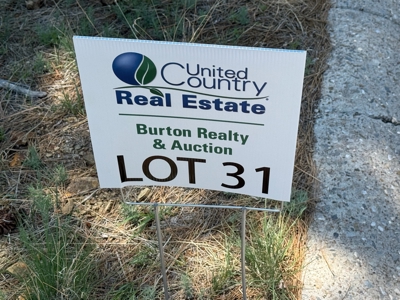 United
Country
Real Estate
Burton Realty
& Auction
LOT 31